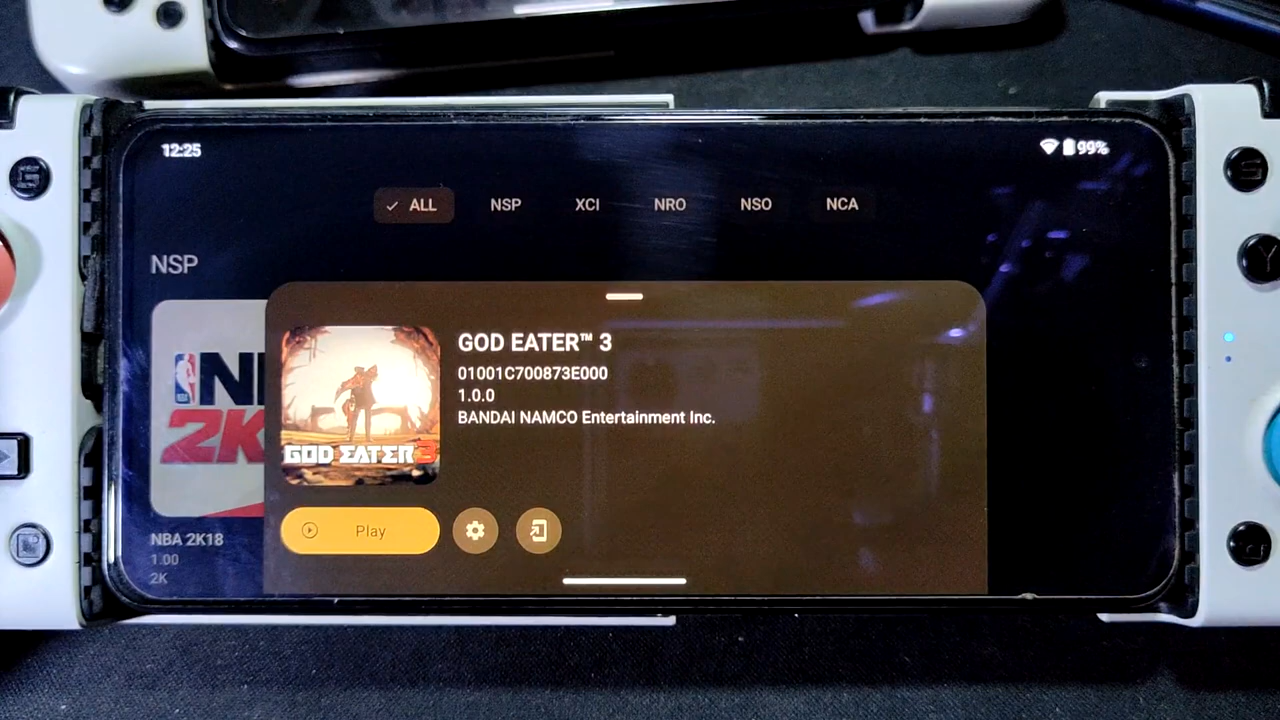 12:25
99%
ALL NSP XCI NRO NSO NCA
NSP
GOD EATER™ 3
01001C700873E000
1.0.0
BANDAI NAMCO Entertainment Inc.
GOD EATER 3
2K
Play
NBA 2K18
1.00
2K
S
Y